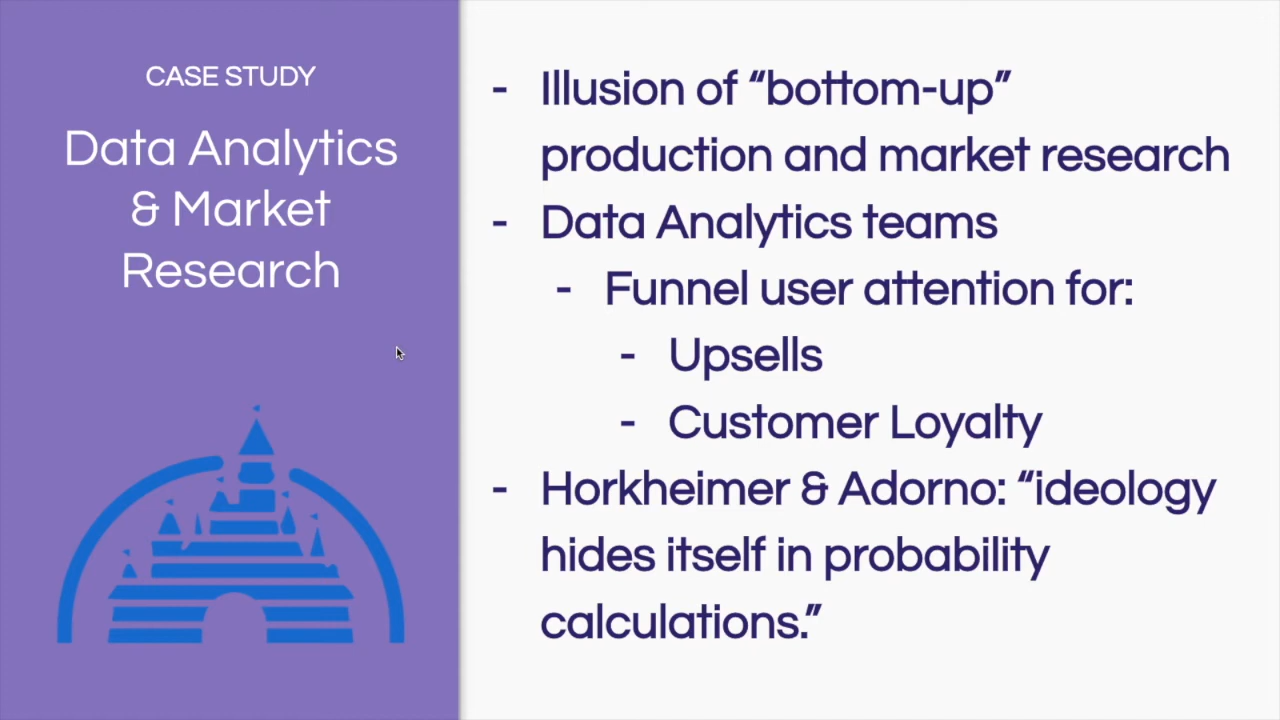 CASE STUDY
Data Analytics
& Market
Research
- Illusion of “bottom-up”
production and market research
- Data Analytics teams
- Funnel user attention for:
- Upsells
- Customer Loyalty
- Horkheimer & Adorno: “ideology
hides itself in probability
calculations.”